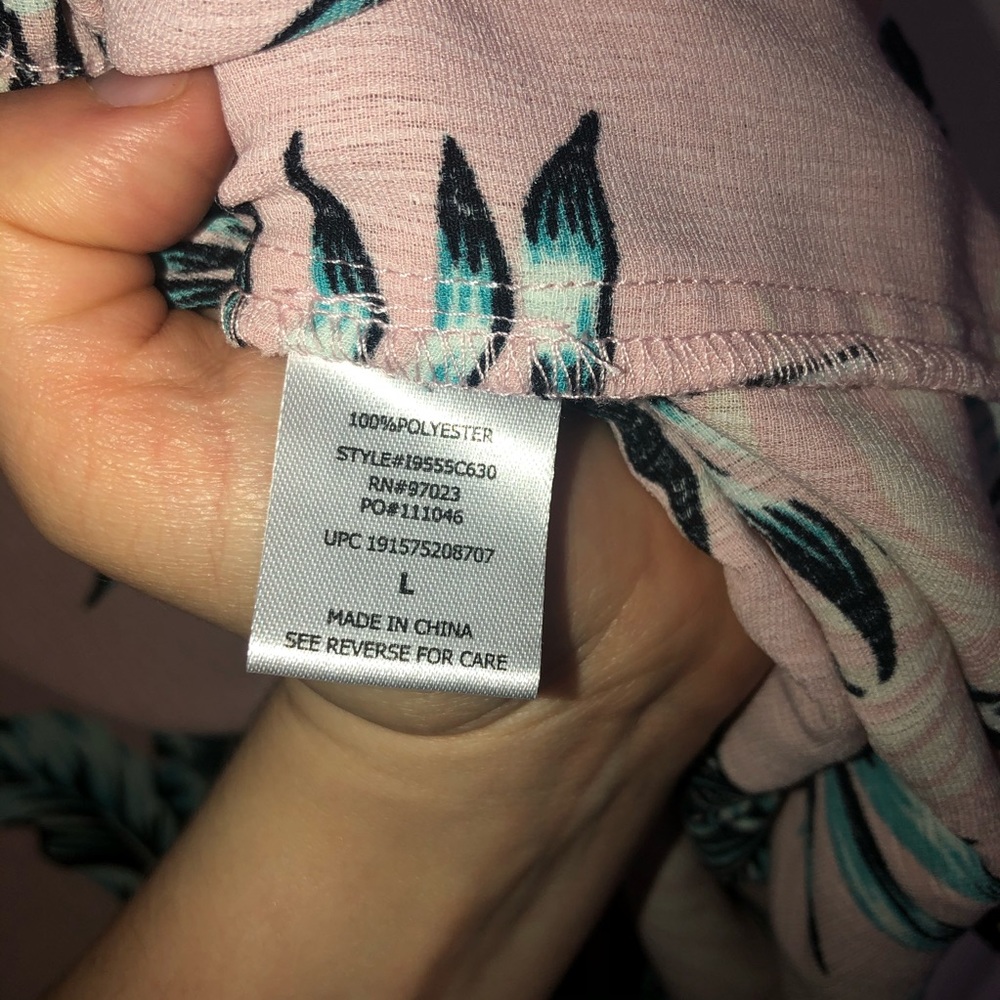 100%POLYESTER
STYLE#I9555C630
RN#97023
PO#111046
UPC 191575208707
L
MADE IN CHINA
SEE REVERSE FOR CARE